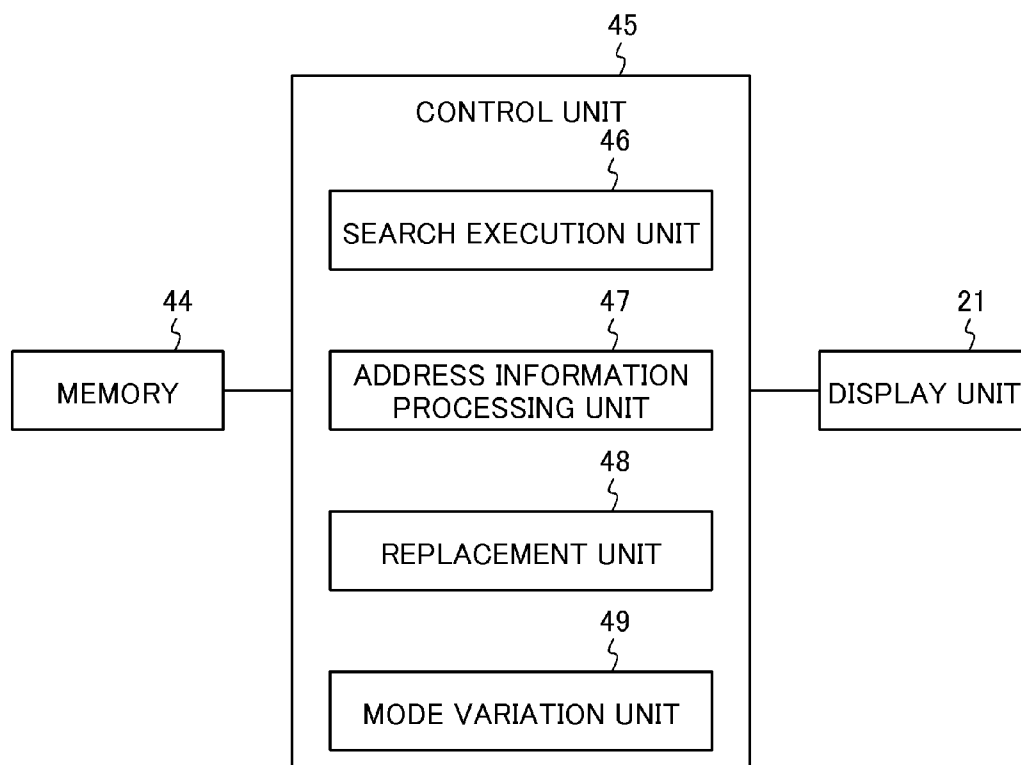 45
CONTROL UNIT
46
SEARCH EXECUTION UNIT
44
MEMORY
47
ADDRESS INFORMATION
PROCESSING UNIT
21
DISPLAY UNIT
48
REPLACEMENT UNIT
49
MODE VARIATION UNIT